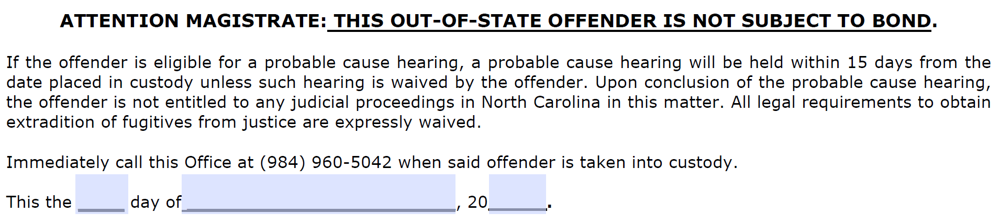 ATTENTION MAGISTRATE: THIS OUT-OF-STATE OFFENDER IS NOT SUBJECT TO BOND.
If the offender is eligible for a probable cause hearing, a probable cause hearing will be held within 15 days from the
date placed in custody unless such hearing is waived by the offender. Upon conclusion of the probable cause hearing,
the offender is not entitled to any judicial proceedings in North Carolina in this matter. All legal requirements to obtain
extradition of fugitives from justice are expressly waived.
Immediately call this Office at (984) 960-5042 when said offender is taken into custody.
This the _____ day of ____________________________, 20______.